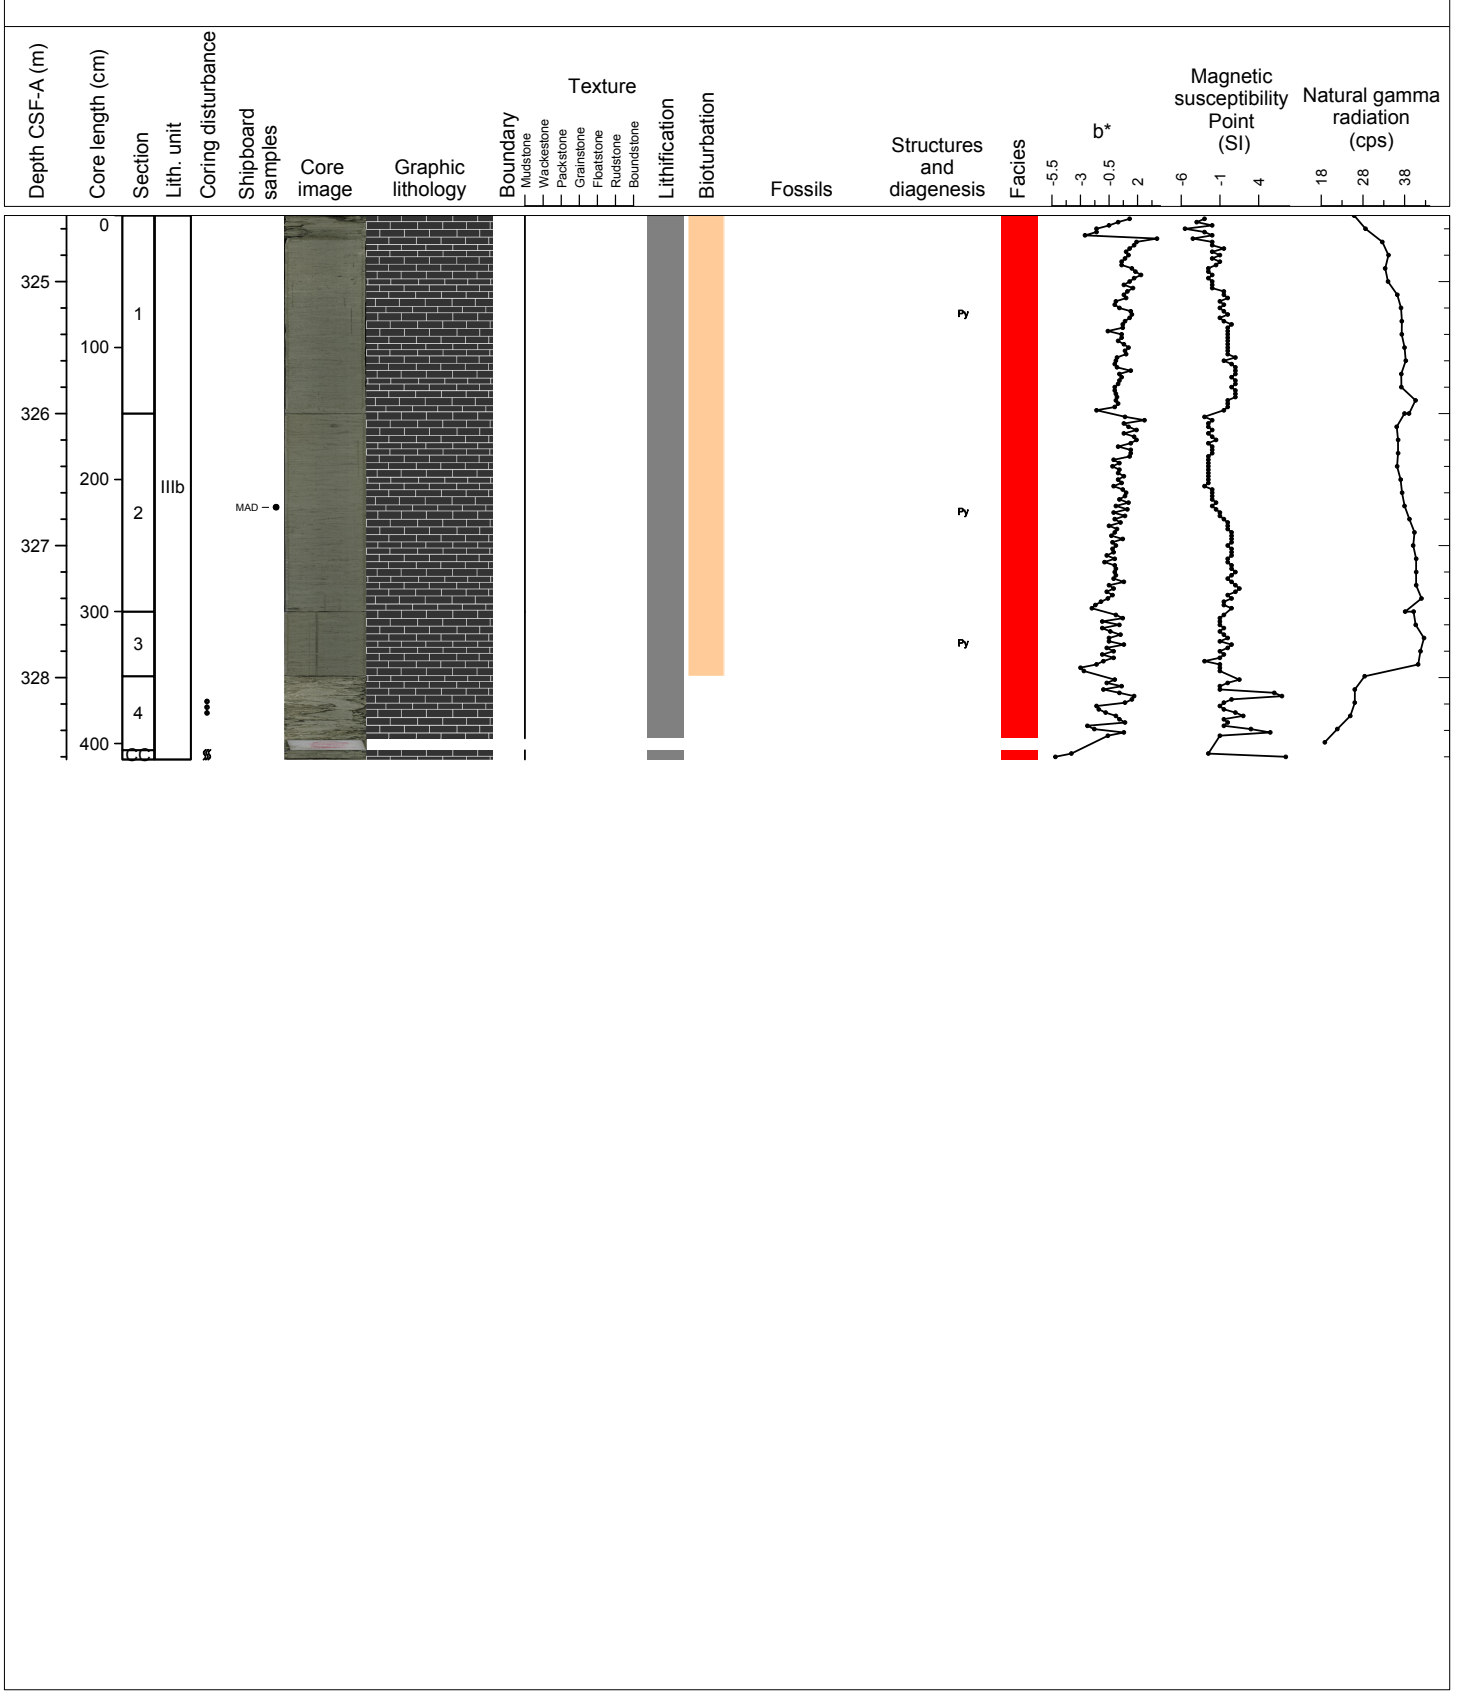 Depth CSF-A (m)
Core length (cm)
Section
Lith. unit
Coring disturbance
Shipboard
samples
Core
image
Graphic
lithology
Boundary
Texture
Mudstone
Wackestone
Packstone
Grainstone
Floatstone
Rudstone
Boundstone
Lithification
Bioturbation
Fossils
Structures
and
diagenesis
Facies
b*
-5.5
-3
-0.5
2
Magnetic
susceptibility
Point
(SI)
-6
-1
4
Natural gamma
radiation
(cps)
18
28
38
0
325
1
Py
100
326
200
IIIb
2
MAD
Py
327
300
3
Py
328
4
400
CC